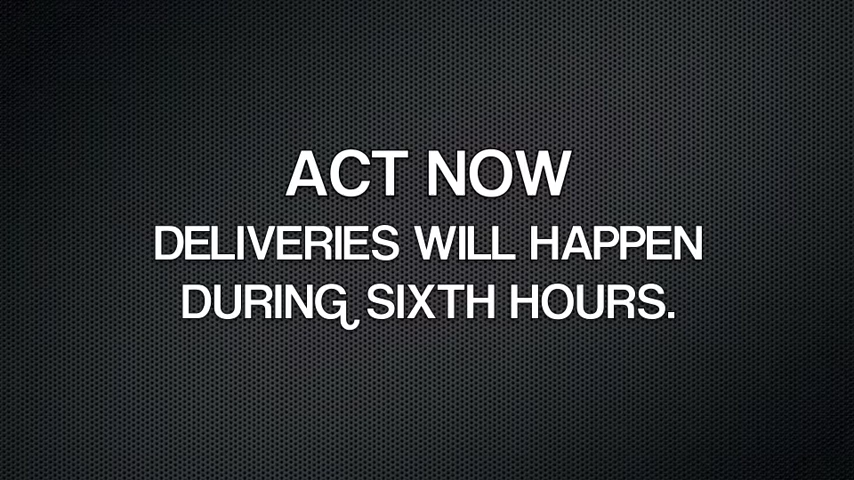 ACT NOW
DELIVERIES WILL HAPPEN
DURING SIXTH HOURS.